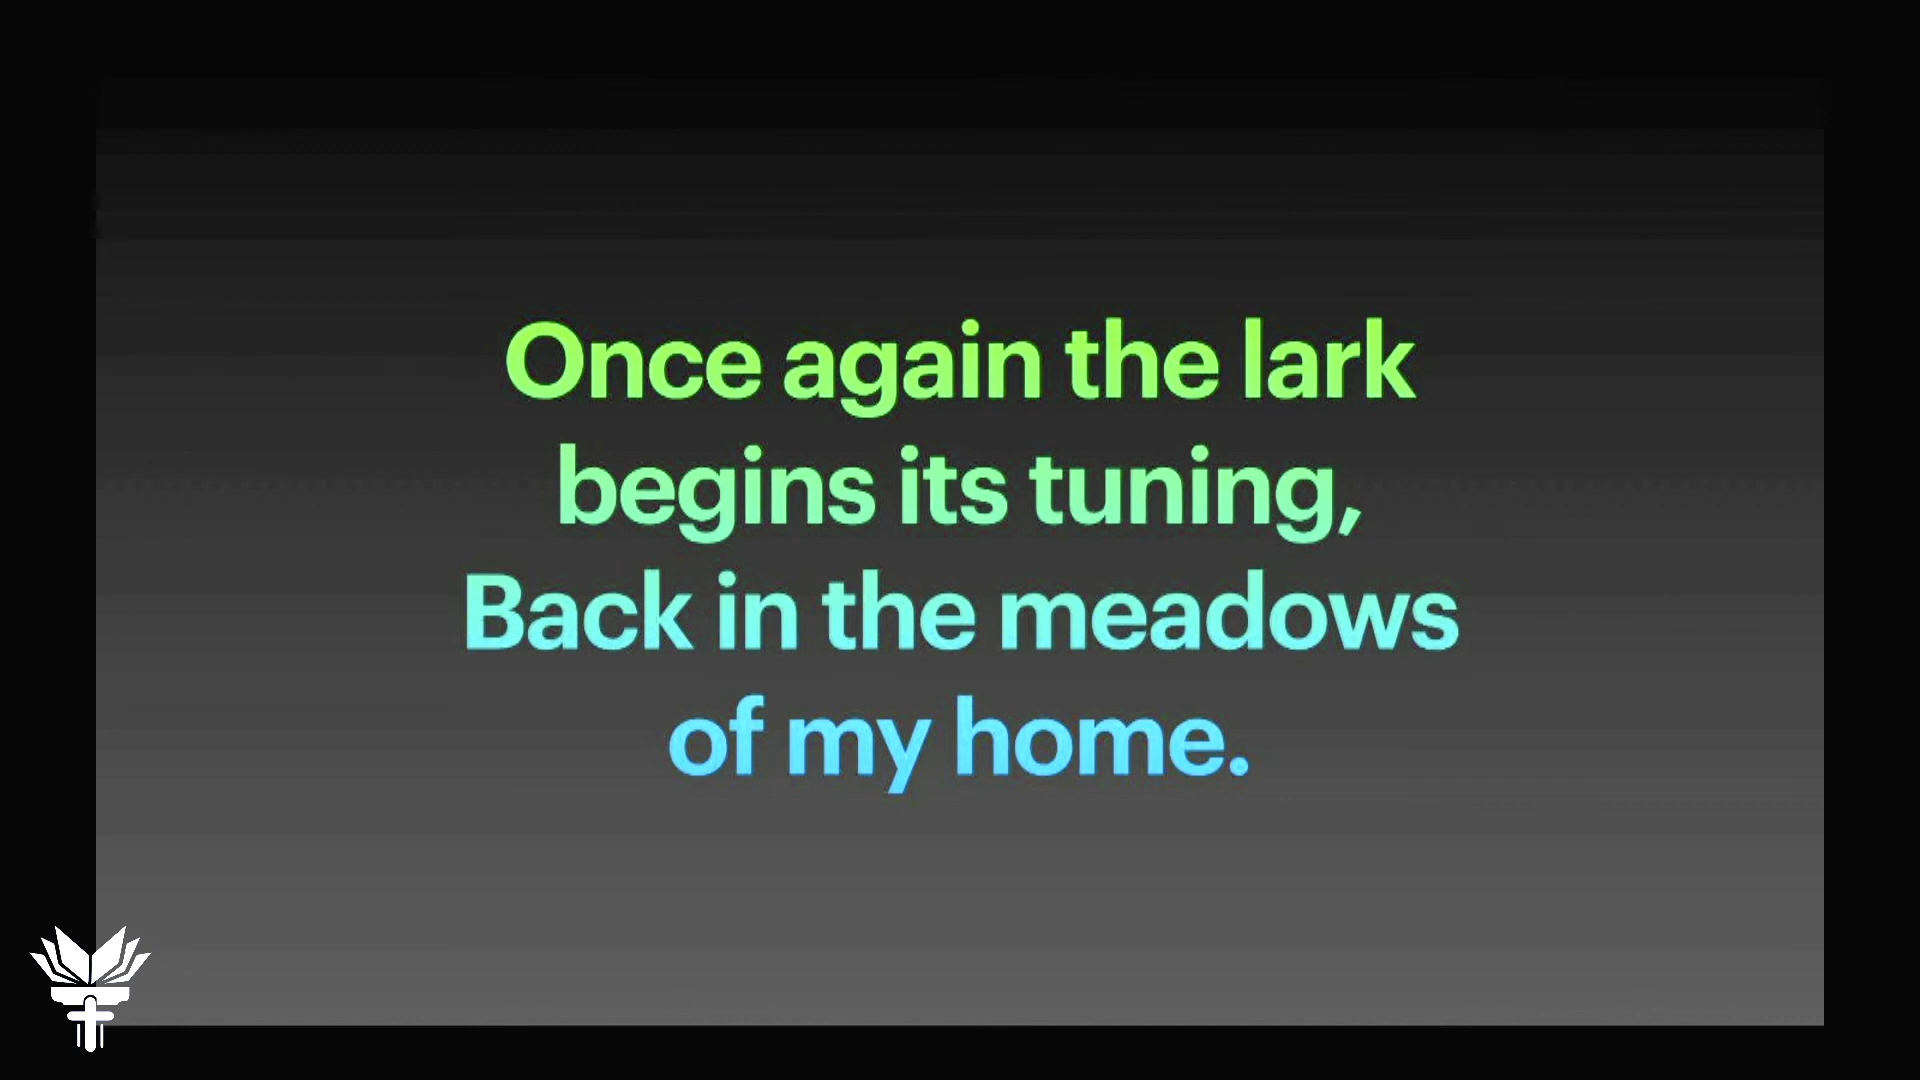 Once again the lark
begins its tuning,
Back in the meadows
of my home.